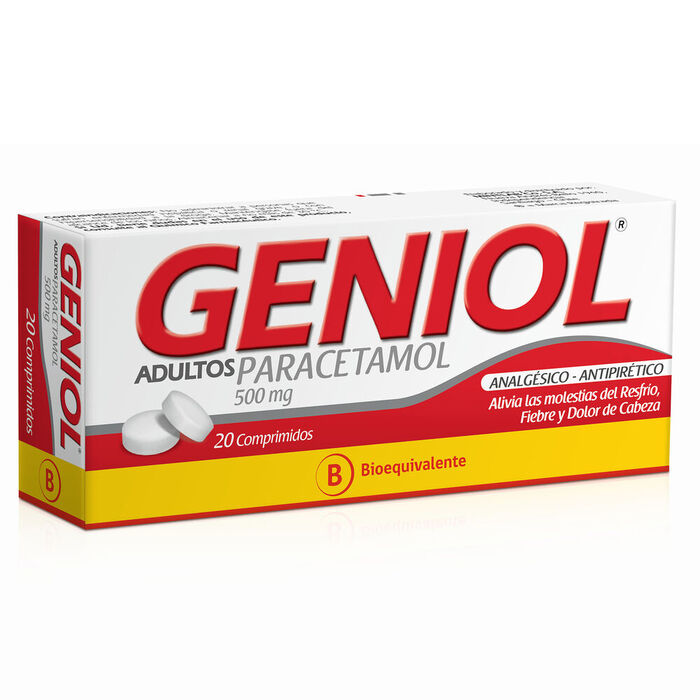 GENIOL
®
ADULTOS PARACETAMOL
500 mg
20 Comprimidos
ANALGÉSICO - ANTIPIRÉTICO
Alivia las molestias del Resfrío,
Fiebre y Dolor de Cabeza
B Bioequivalente
GENIOL
®
ADULTOS PARACETAMOL
500 mg
20 Comprimidos
B